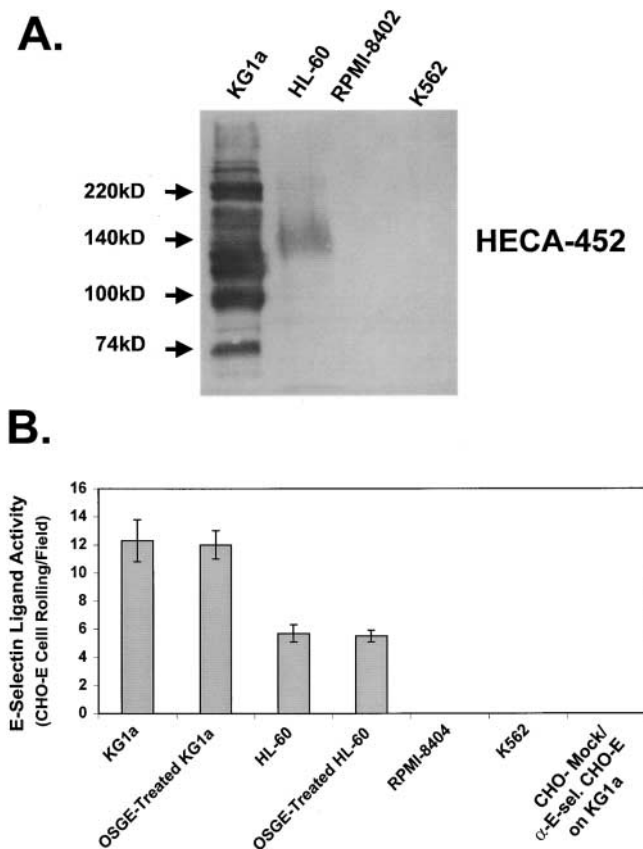 A.
KG1a
HL-60
RPMI-8402
K562
220kD
140kD
100kD
74kD
HECA-452
B.
E-Selectin Ligand Activity
(CHO-E Celll Rolling/Field)
16
14
12
10
8
6
4
2
0
KG1a
OSGE-Treated KG1a
HL-60
OSGE-Treated HL-60
RPMI-8404
K562
CHO- Mock/
α-E-sel. CHO-E
on KG1a